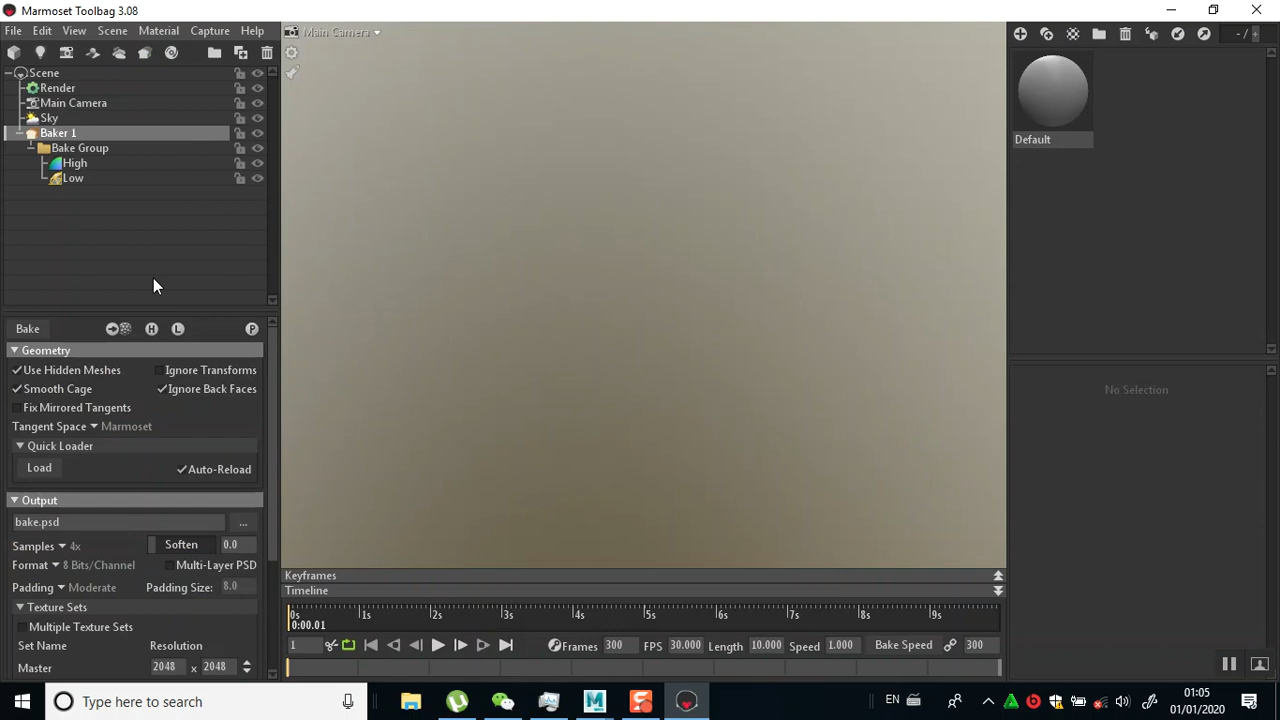 Marmoset Toolbag 3.08
File Edit View Scene Material Capture Help
Main Camera
- / +
Scene
Render
Main Camera
Sky
Baker 1
Bake Group
High
Low
Default
Bake H L P
Geometry
Use Hidden Meshes Ignore Transforms
Smooth Cage Ignore Back Faces
Fix Mirrored Tangents
Tangent Space Marmoset
Quick Loader
Load Auto-Reload
Output
bake.psd ...
Samples 4x Soften 0.0
Format 8 Bits/Channel Multi-Layer PSD
Padding Moderate Padding Size: 8.0
Texture Sets
Multiple Texture Sets
Set Name Resolution
Master 2048 x 2048
No Selection
Keyframes
Timeline
0s 1s 2s 3s 4s 5s 6s 7s 8s 9s
0:00.01
1 Frames 300 FPS 30.000 Length 10.000 Speed 1.000 Bake Speed 300
Type here to search
EN
01:05
01/01/2020